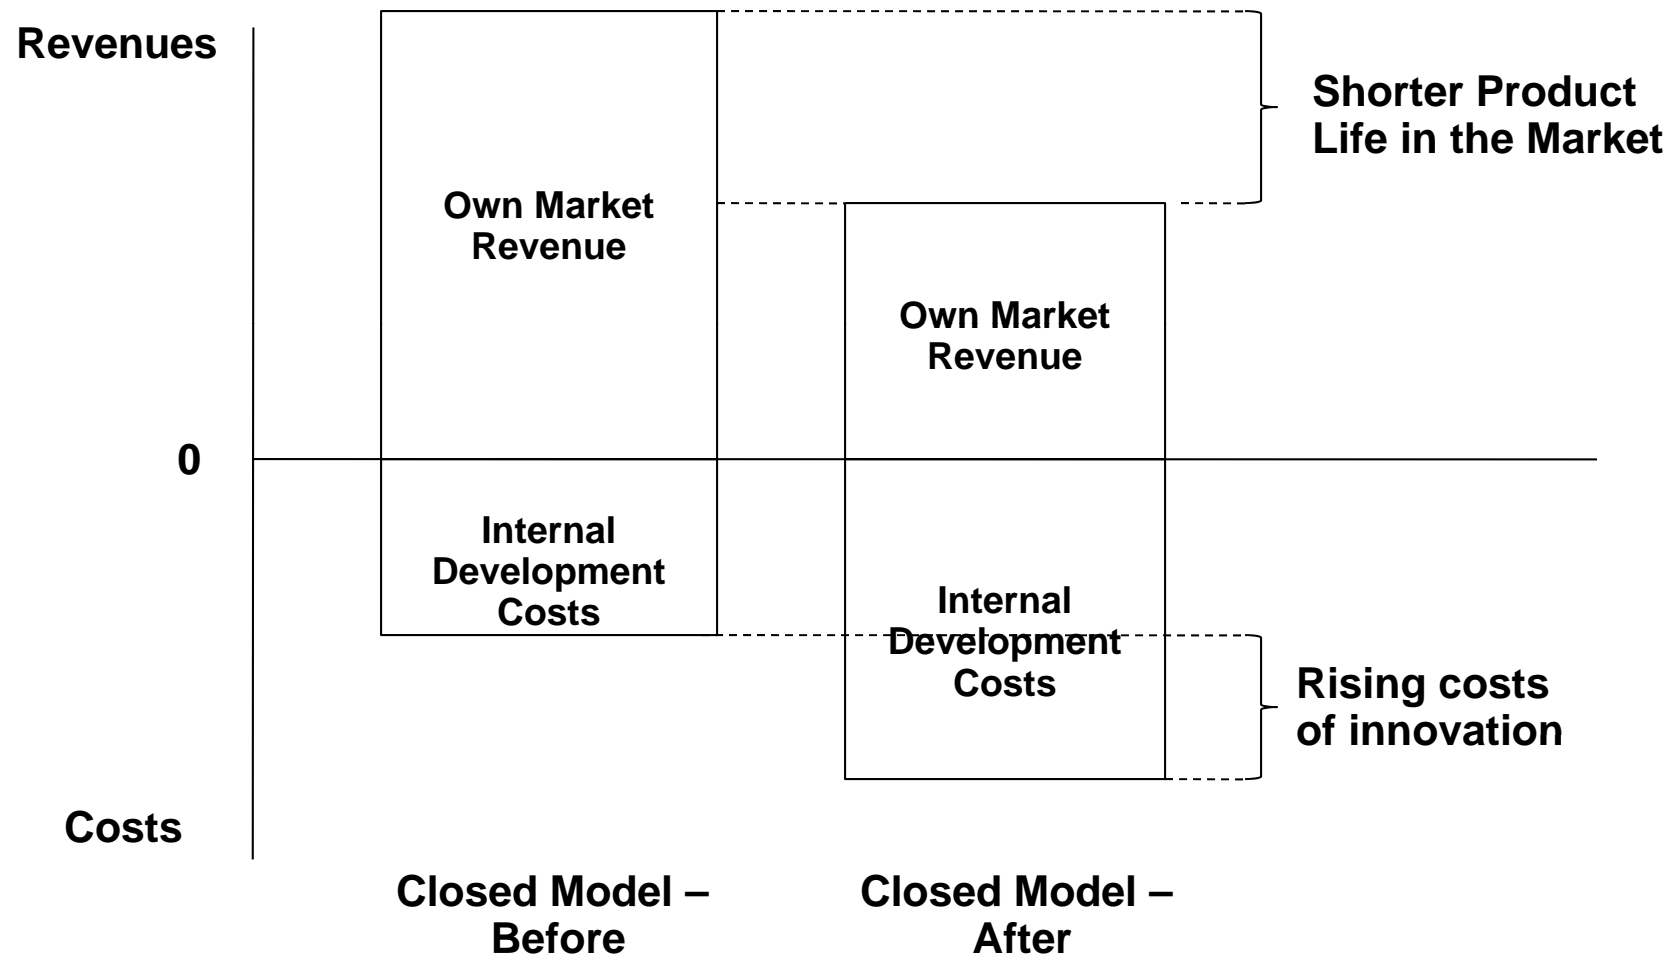 Revenues
Shorter Product
Life in the Market
Own Market
Revenue
Own Market
Revenue
0
Internal
Development
Costs
Internal
Development
Costs
Rising costs
of innovation
Costs
Closed Model –
Before
Closed Model –
After